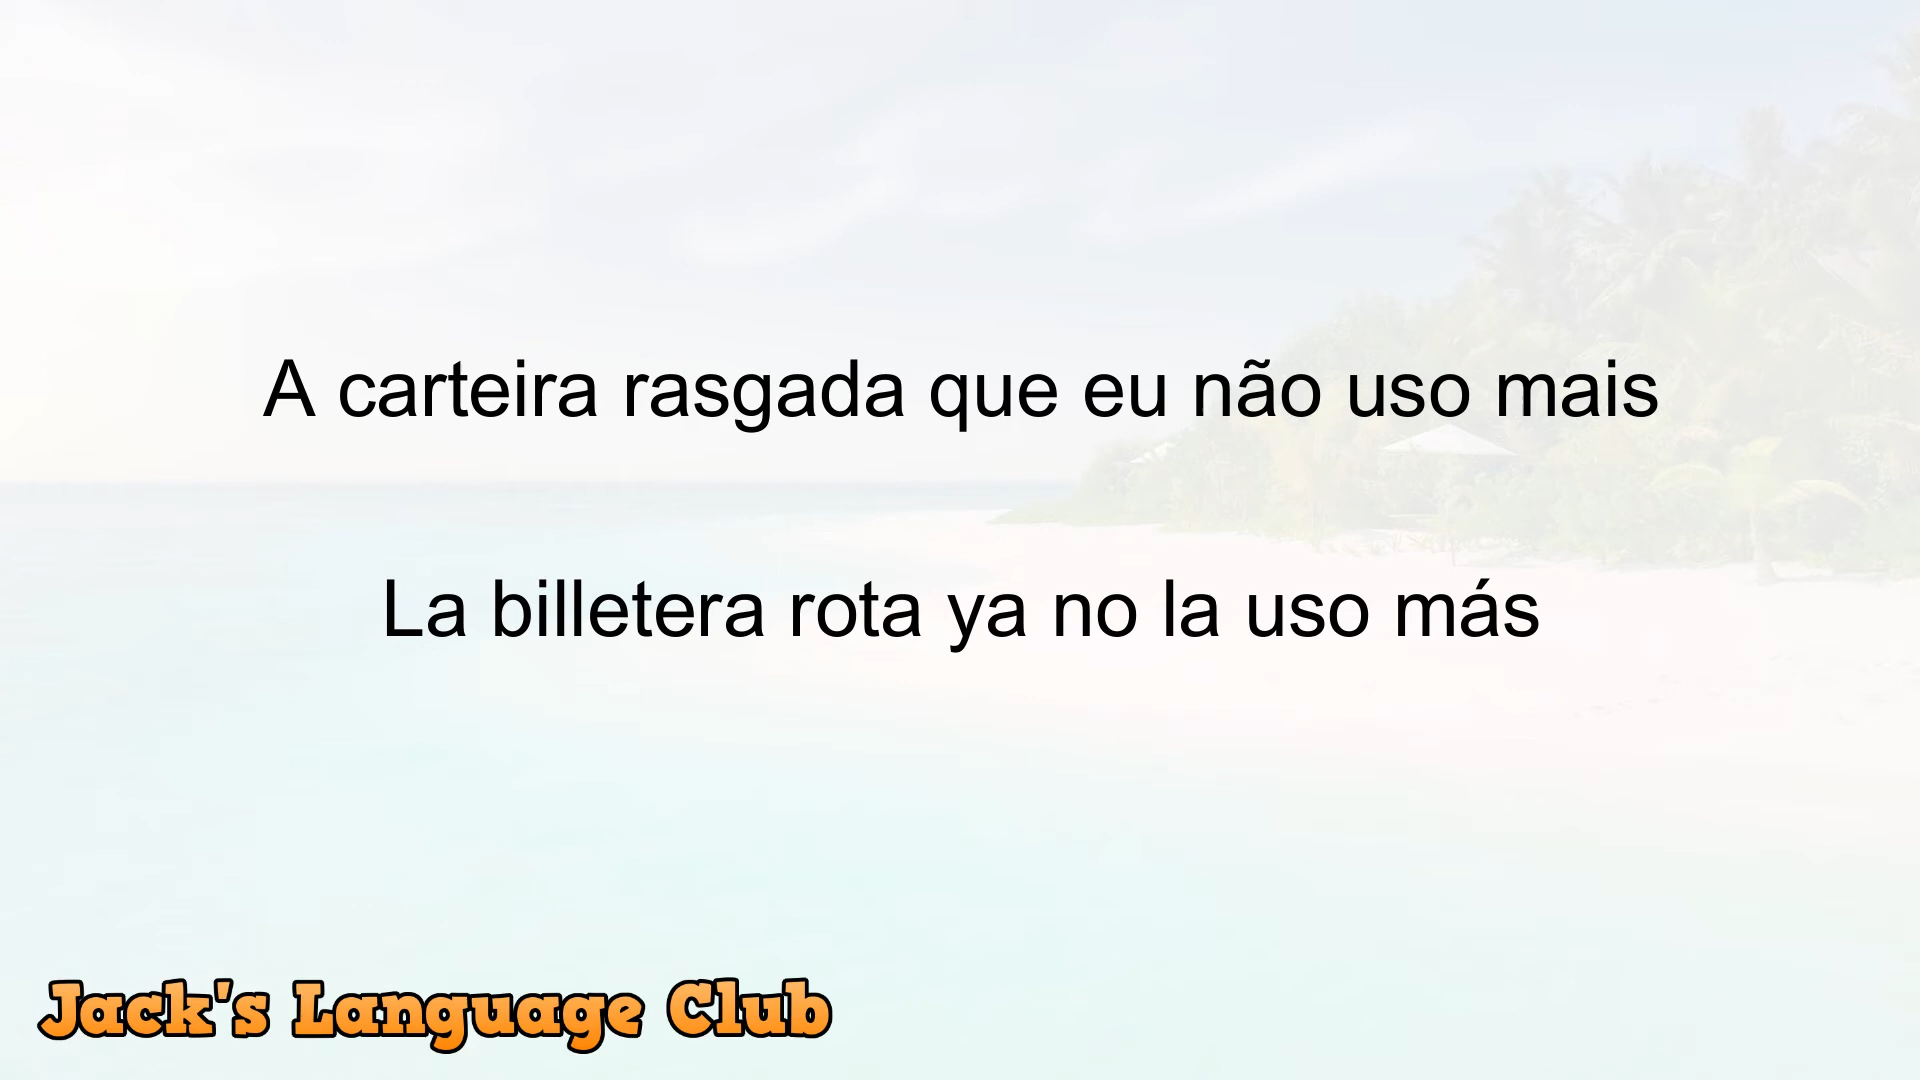 A carteira rasgada que eu não uso mais
La billetera rota ya no la uso más
Jack's Language Club